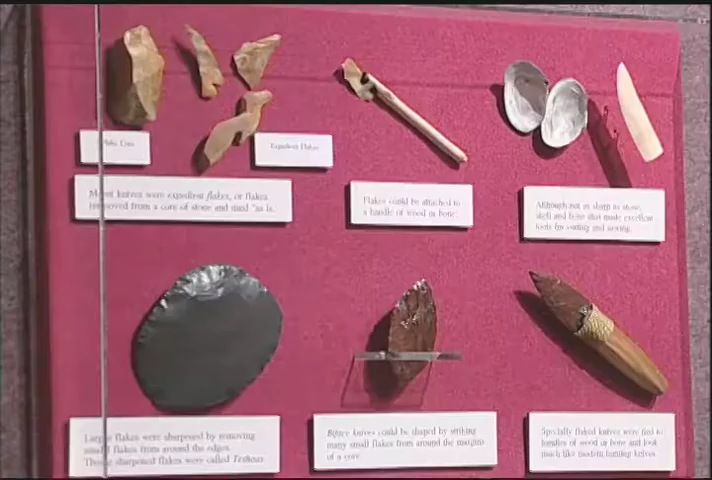 Flake Core
Expedient Flakes
Most knives were expedient flakes, or flakes
removed from a core of stone and used "as is.
Flakes could be attached to
a handle of wood or bone.
Although not as sharp as stone,
shell and bone also made excellent
tools for cutting and
Large flakes were sharpened by removing
small flakes from around the edges.
These sharpened flakes were called Teshoas.
Biface knives could be shaped by striking
many small flakes from around the margins
of a core.
Specially flaked knives were tied to
handles of wood or bone and look
much like modern hunting knives.